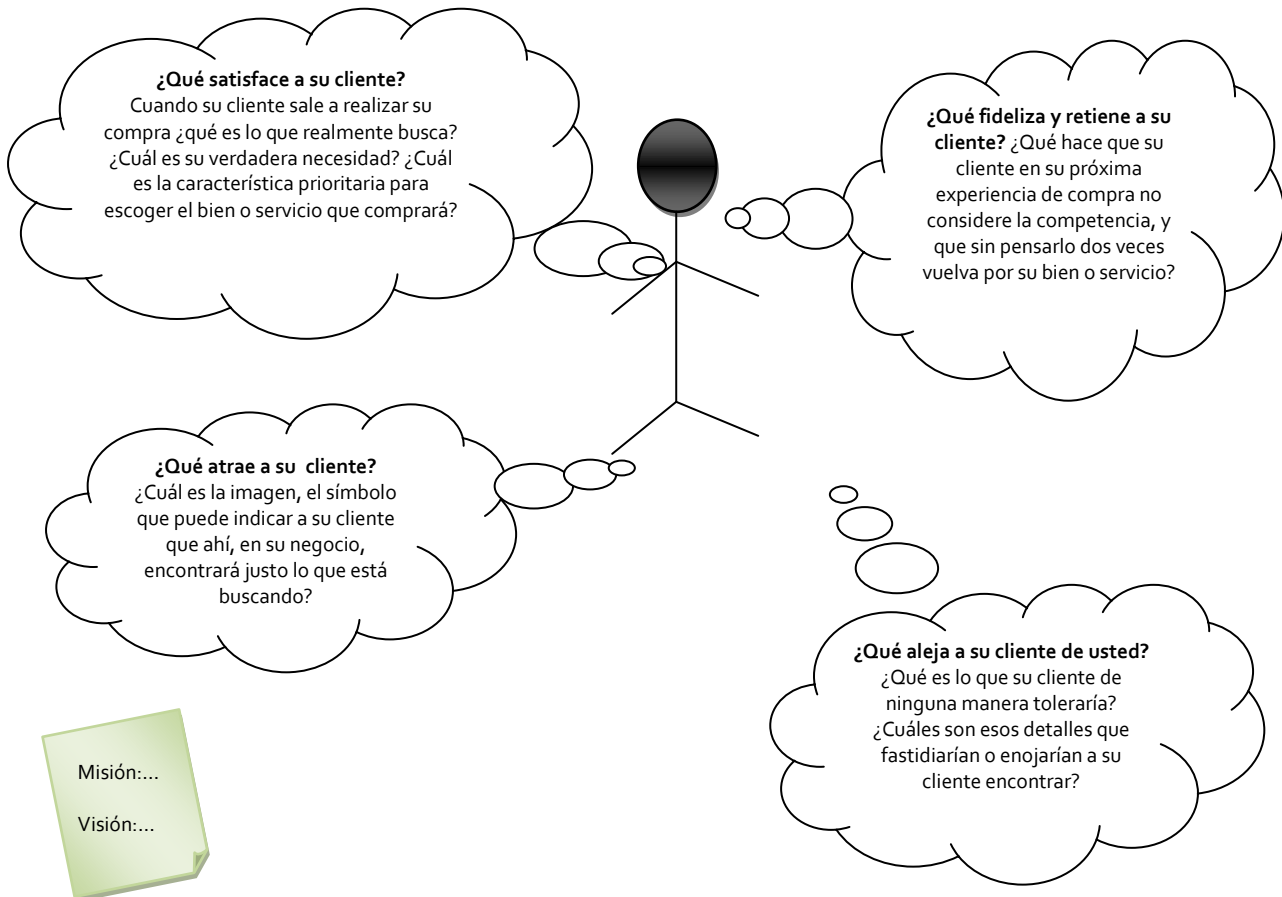 ¿Qué satisface a su cliente?
Cuando su cliente sale a realizar su
compra ¿qué es lo que realmente busca?
¿Cuál es su verdadera necesidad? ¿Cuál
es la característica prioritaria para
escoger el bien o servicio que comprará?
¿Qué fideliza y retiene a su
cliente? ¿Qué hace que su
cliente en su próxima
experiencia de compra no
considere la competencia, y
que sin pensarlo dos veces
vuelva por su bien o servicio?
¿Qué atrae a su cliente?
¿Cuál es la imagen, el símbolo
que puede indicar a su cliente
que ahí, en su negocio,
encontrará justo lo que está
buscando?
¿Qué aleja a su cliente de usted?
¿Qué es lo que su cliente de
ninguna manera toleraría?
¿Cuáles son esos detalles que
fastidiarían o enojarían a su
cliente encontrar?
Misión:...
Visión:...